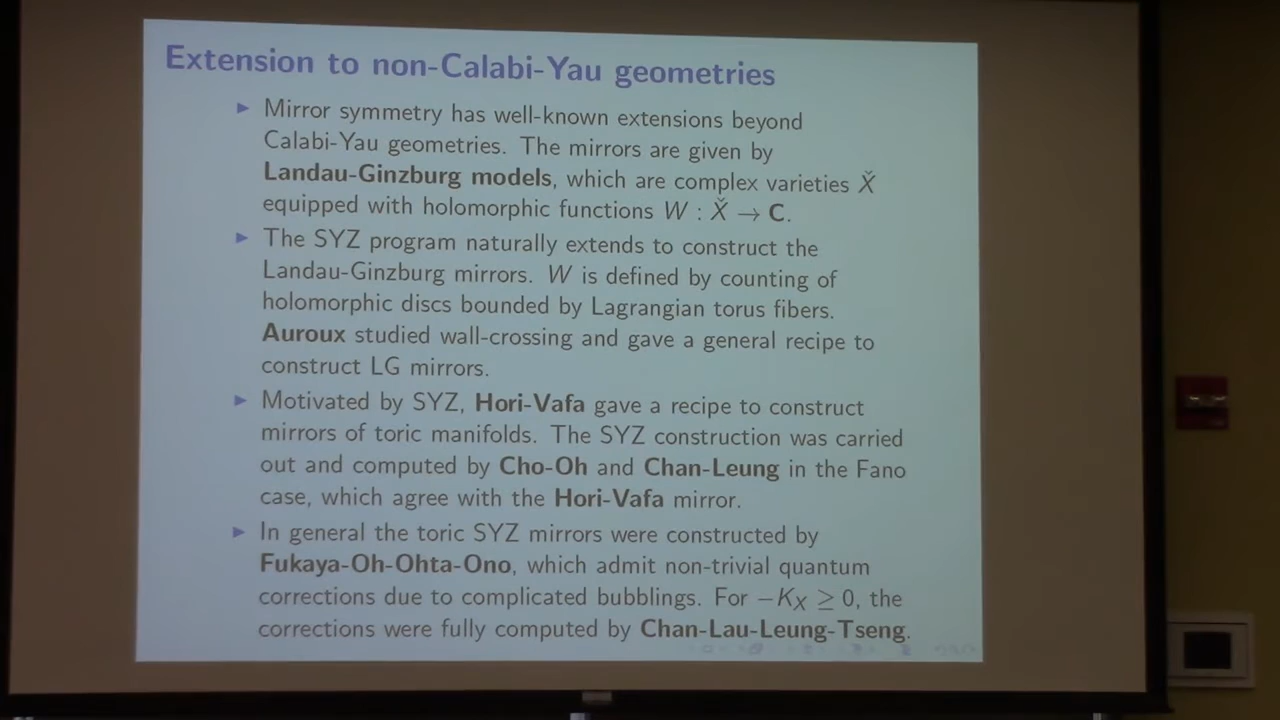 Extension to non-Calabi-Yau geometries
▶ Mirror symmetry has well-known extensions beyond
Calabi-Yau geometries. The mirrors are given by
Landau-Ginzburg models, which are complex varieties X̌
equipped with holomorphic functions W : X̌ → C.
▶ The SYZ program naturally extends to construct the
Landau-Ginzburg mirrors. W is defined by counting of
holomorphic discs bounded by Lagrangian torus fibers.
Auroux studied wall-crossing and gave a general recipe to
construct LG mirrors.
▶ Motivated by SYZ, Hori-Vafa gave a recipe to construct
mirrors of toric manifolds. The SYZ construction was carried
out and computed by Cho-Oh and Chan-Leung in the Fano
case, which agree with the Hori-Vafa mirror.
▶ In general the toric SYZ mirrors were constructed by
Fukaya-Oh-Ohta-Ono, which admit non-trivial quantum
corrections due to complicated bubblings. For −K_X ≥ 0, the
corrections were fully computed by Chan-Lau-Leung-Tseng.